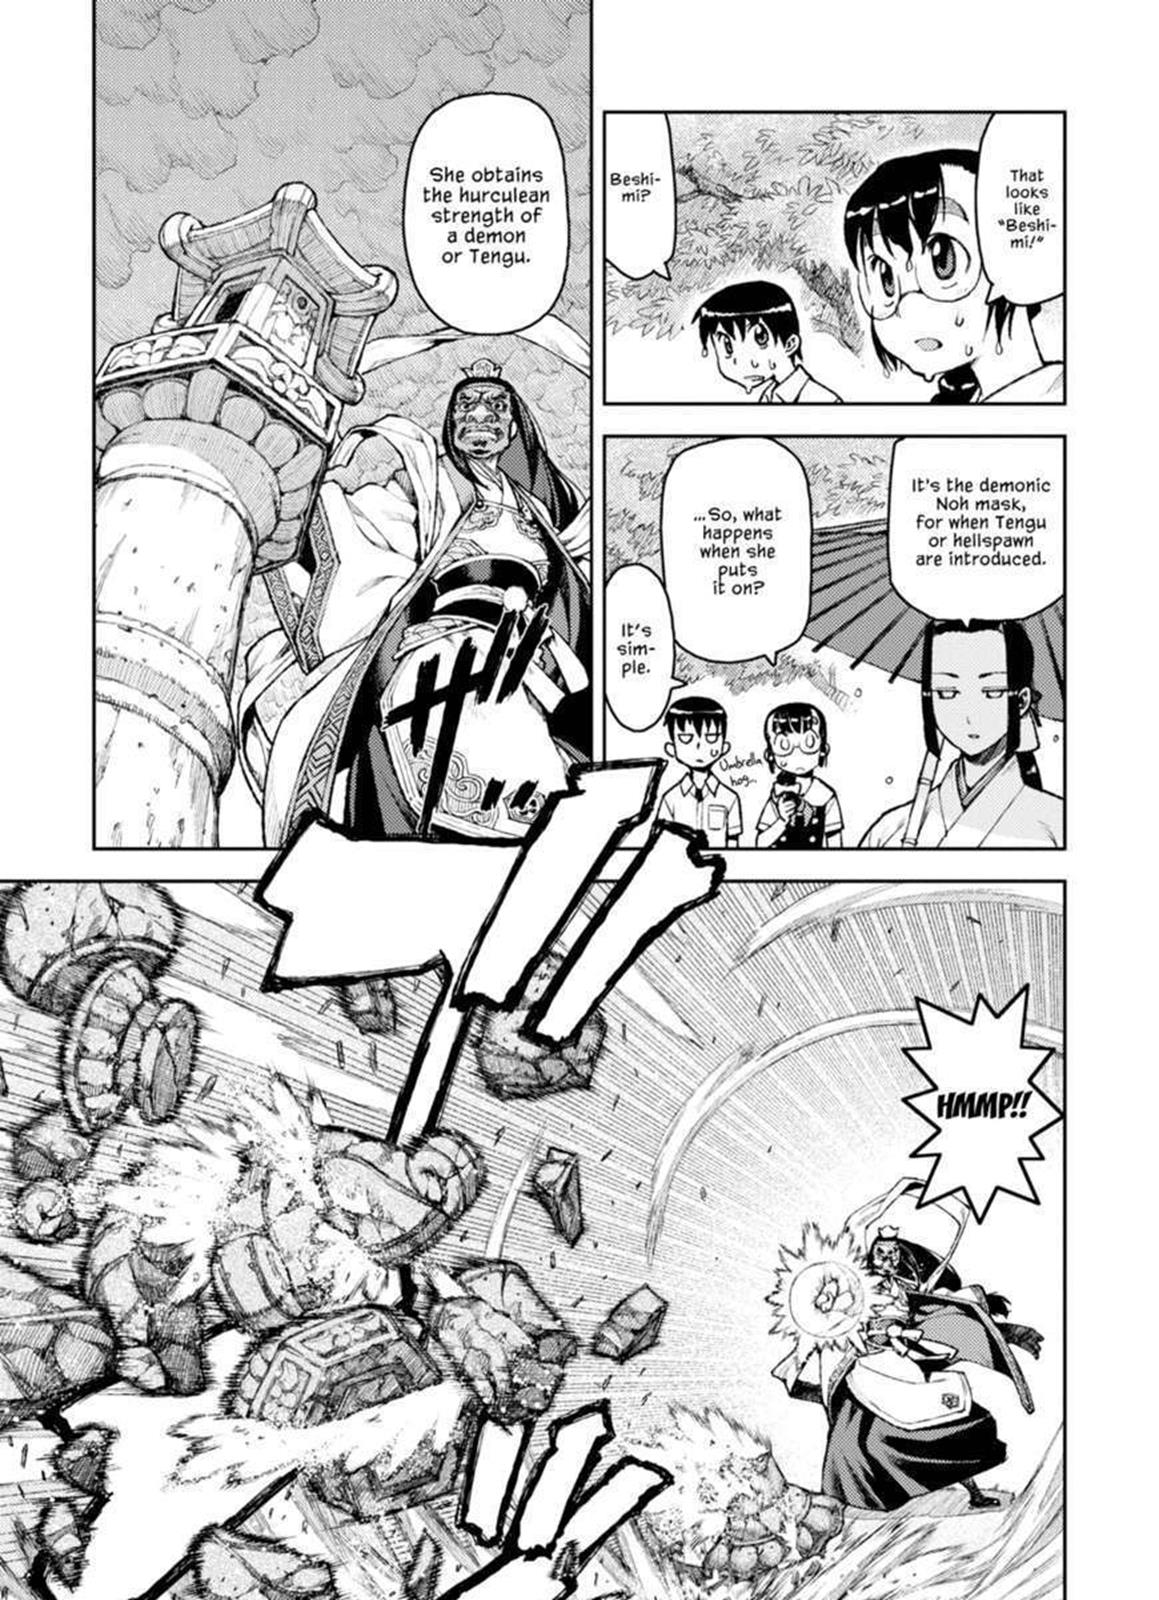 That
looks
like
"Beshi-
mi!"
Beshi-
mi?
It's the demonic
Noh mask,
for when Tengu
or hellspawn
are introduced.
...So, what
happens
when she
puts
it on?
Umbrella
hog...
It's
sim-
ple.
She obtains
the hurculean
strength of
a demon
or Tengu.
HMMP!!